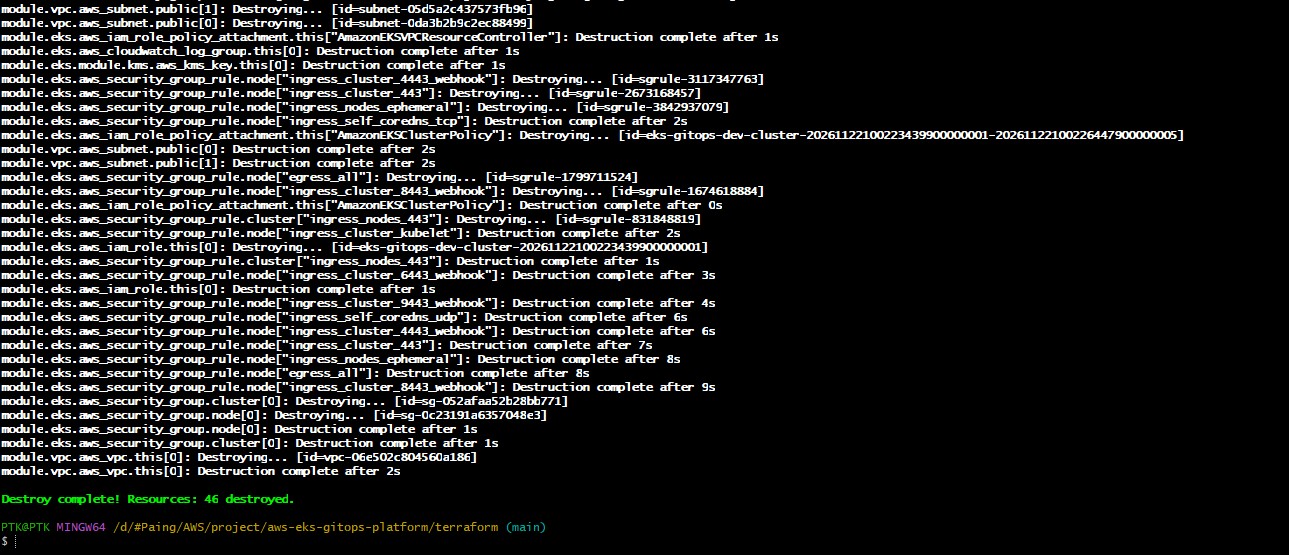 module.vpc.aws_subnet.public[1]: Destroying... [id=subnet-05d5a2c437573fb96]
module.vpc.aws_subnet.public[0]: Destroying... [id=subnet-0da3b2b9c2ec88499]
module.eks.aws_iam_role_policy_attachment.this["AmazonEKSVPCResourceController"]: Destruction complete after 1s
module.eks.aws_cloudwatch_log_group.this[0]: Destruction complete after 1s
module.eks.module.kms.aws_kms_key.this[0]: Destruction complete after 1s
module.eks.aws_security_group_rule.node["ingress_cluster_4443_webhook"]: Destroying... [id=sgrule-3117347763]
module.eks.aws_security_group_rule.node["ingress_cluster_443"]: Destroying... [id=sgrule-2673168457]
module.eks.aws_security_group_rule.node["ingress_nodes_ephemeral"]: Destroying... [id=sgrule-3842937079]
module.eks.aws_security_group_rule.node["ingress_self_coredns_tcp"]: Destruction complete after 2s
module.eks.aws_iam_role_policy_attachment.this["AmazonEKSClusterPolicy"]: Destroying... [id=eks-gitops-dev-cluster-20261122100223439900000001-20261122100226447900000005]
module.vpc.aws_subnet.public[0]: Destruction complete after 2s
module.vpc.aws_subnet.public[1]: Destruction complete after 2s
module.eks.aws_security_group_rule.node["egress_all"]: Destroying... [id=sgrule-1799711524]
module.eks.aws_security_group_rule.node["ingress_cluster_8443_webhook"]: Destroying... [id=sgrule-1674618884]
module.eks.aws_iam_role_policy_attachment.this["AmazonEKSClusterPolicy"]: Destruction complete after 0s
module.eks.aws_security_group_rule.cluster["ingress_nodes_443"]: Destroying... [id=sgrule-831848819]
module.eks.aws_security_group_rule.node["ingress_cluster_kubelet"]: Destruction complete after 2s
module.eks.aws_iam_role.this[0]: Destroying... [id=eks-gitops-dev-cluster-20261122100223439900000001]
module.eks.aws_security_group_rule.cluster["ingress_nodes_443"]: Destruction complete after 1s
module.eks.aws_security_group_rule.node["ingress_cluster_6443_webhook"]: Destruction complete after 3s
module.eks.aws_iam_role.this[0]: Destruction complete after 1s
module.eks.aws_security_group_rule.node["ingress_cluster_9443_webhook"]: Destruction complete after 4s
module.eks.aws_security_group_rule.node["ingress_self_coredns_udp"]: Destruction complete after 6s
module.eks.aws_security_group_rule.node["ingress_cluster_4443_webhook"]: Destruction complete after 6s
module.eks.aws_security_group_rule.node["ingress_cluster_443"]: Destruction complete after 7s
module.eks.aws_security_group_rule.node["ingress_nodes_ephemeral"]: Destruction complete after 8s
module.eks.aws_security_group_rule.node["egress_all"]: Destruction complete after 8s
module.eks.aws_security_group_rule.node["ingress_cluster_8443_webhook"]: Destruction complete after 9s
module.eks.aws_security_group.cluster[0]: Destroying... [id=sg-052afaa52b28bb771]
module.eks.aws_security_group.node[0]: Destroying... [id=sg-0c23191a6357048e3]
module.eks.aws_security_group.node[0]: Destruction complete after 1s
module.eks.aws_security_group.cluster[0]: Destruction complete after 1s
module.vpc.aws_vpc.this[0]: Destroying... [id=vpc-06e502c804560a186]
module.vpc.aws_vpc.this[0]: Destruction complete after 2s
Destroy complete! Resources: 46 destroyed.
PTK@PTK MINGW64 /d/#Paing/AWS/project/aws-eks-gitops-platform/terraform (main)
$